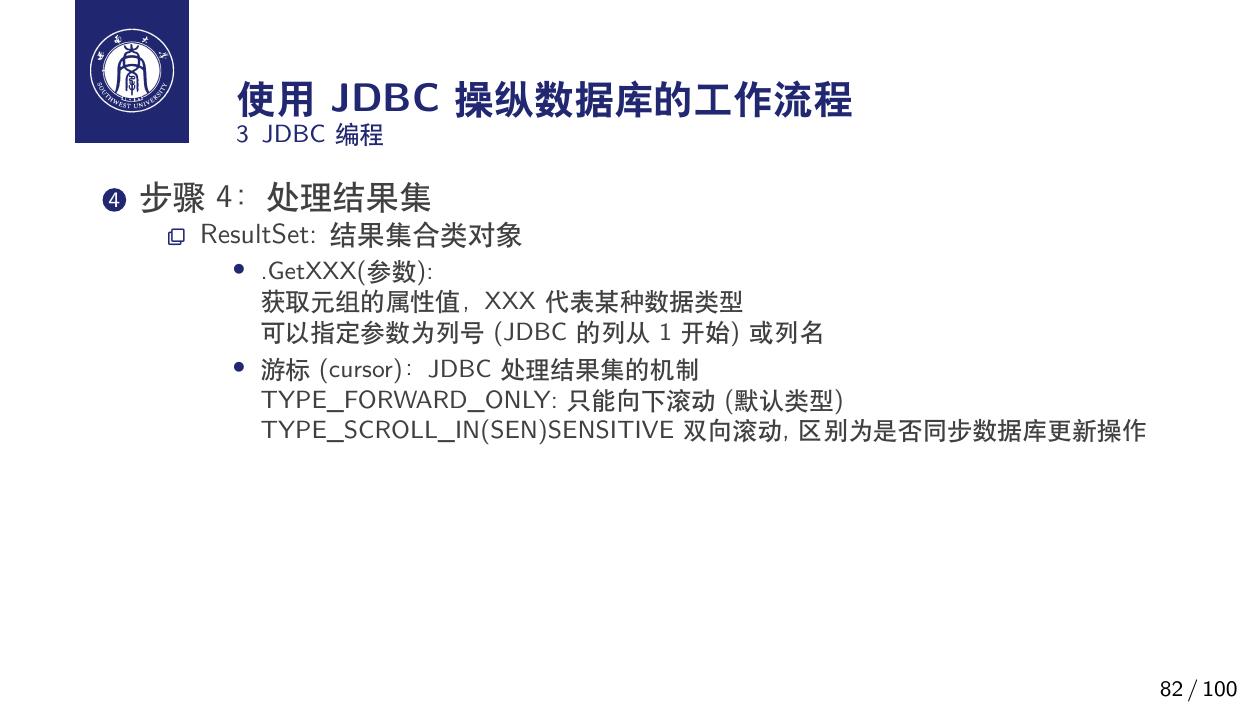 西南大学
SOUTHWEST UNIVERSITY
使用 JDBC 操纵数据库的工作流程
3 JDBC 编程
4 步骤 4：处理结果集
ResultSet: 结果集合类对象
.GetXXX(参数):
获取元组的属性值，XXX 代表某种数据类型
可以指定参数为列号 (JDBC 的列从 1 开始) 或列名
游标 (cursor)：JDBC 处理结果集的机制
TYPE_FORWARD_ONLY: 只能向下滚动 (默认类型)
TYPE_SCROLL_IN(SEN)SENSITIVE 双向滚动, 区别为是否同步数据库更新操作
82 / 100